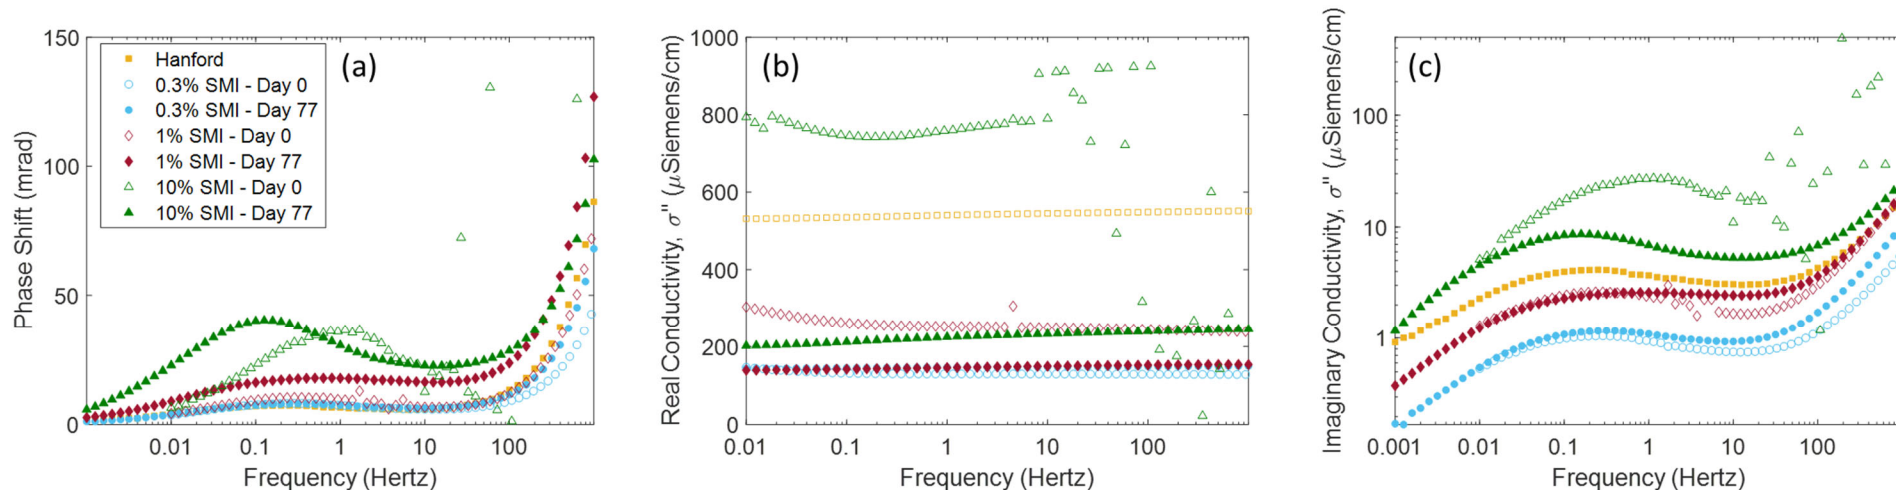 (a)
150
100
50
0
0.01
0.1
1
10
100
Phase Shift (mrad)
Frequency (Hertz)
Hanford
0.3% SMI - Day 0
0.3% SMI - Day 77
1% SMI - Day 0
1% SMI - Day 77
10% SMI - Day 0
10% SMI - Day 77
(b)
1000
800
600
400
200
0
0.01
0.1
1
10
100
Real Conductivity, σ" (μSiemens/cm)
Frequency (Hertz)
(c)
100
10
1
0.001
0.01
0.1
1
10
100
Imaginary Conductivity, σ" (μSiemens/cm)
Frequency (Hertz)